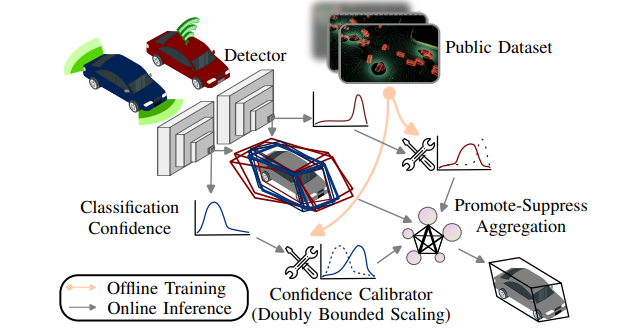 Detector
Public Dataset
Classification
Confidence
Promote-Suppress
Aggregation
Offline Training
Online Inference
Confidence Calibrator
(Doubly Bounded Scaling)